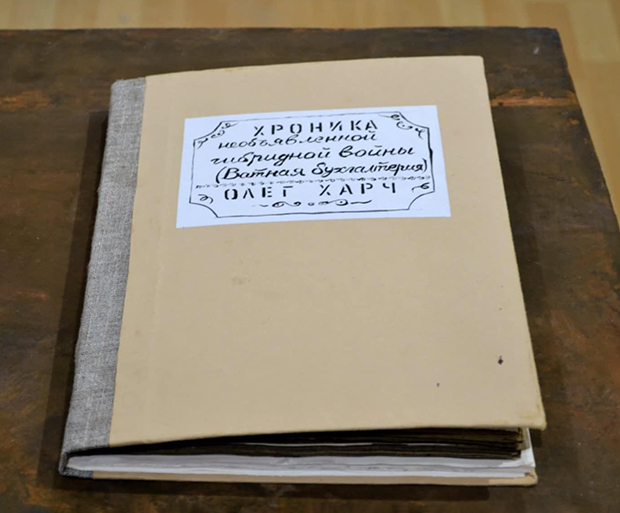 ХРОНИКА
необъявленной
гибридной войны
(Ватная бухгалтерия)
ОЛЕГ ХАРЧ